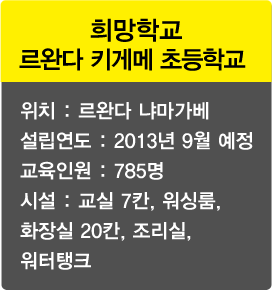 희망학교
르완다 키게메 초등학교
위치 : 르완다 냐마가베
설립연도 : 2013년 9월 예정
교육인원 : 785명
시설 : 교실 7칸, 워싱룸,
화장실 20칸, 조리실,
워터탱크